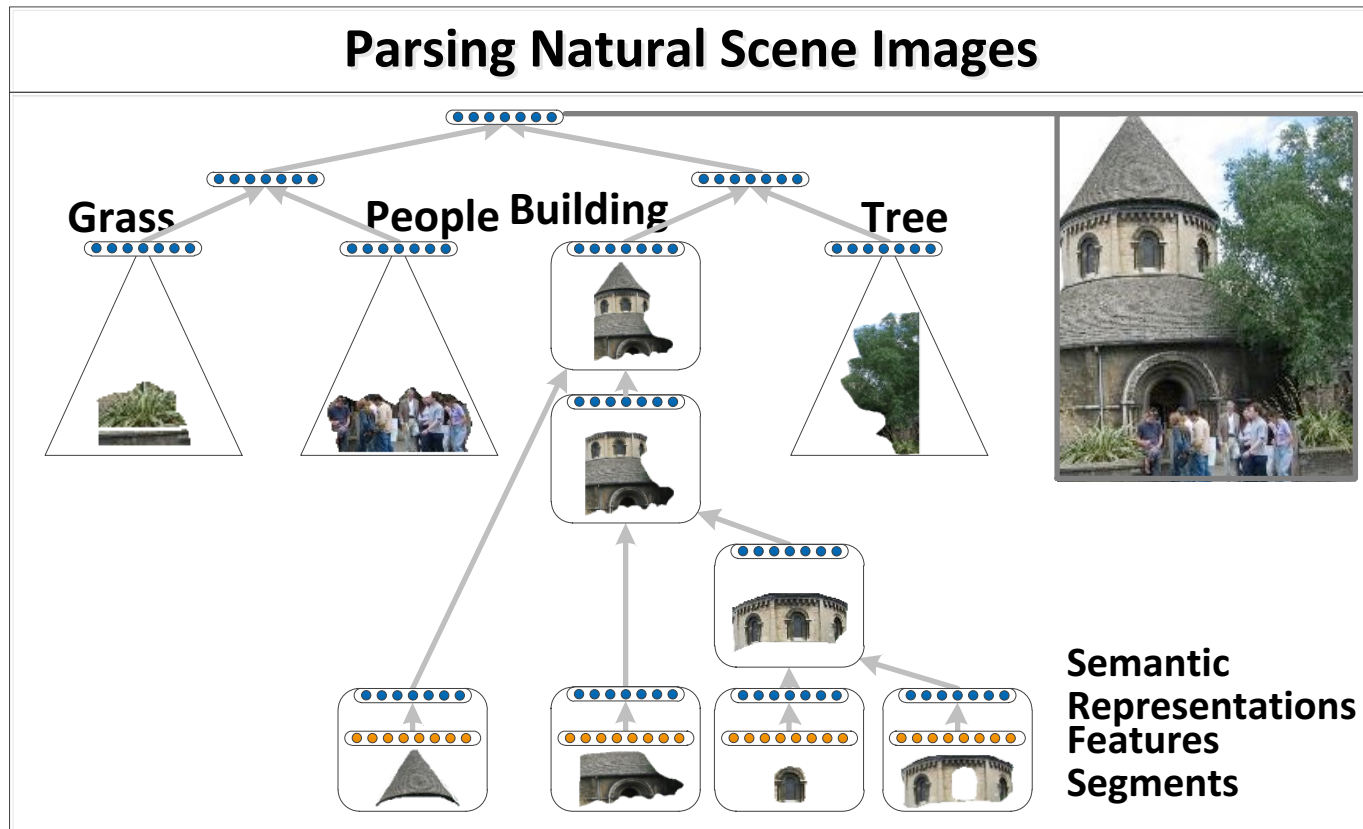 Parsing Natural Scene Images
Grass
People
Building
Tree
Semantic
Representations
Features
Segments